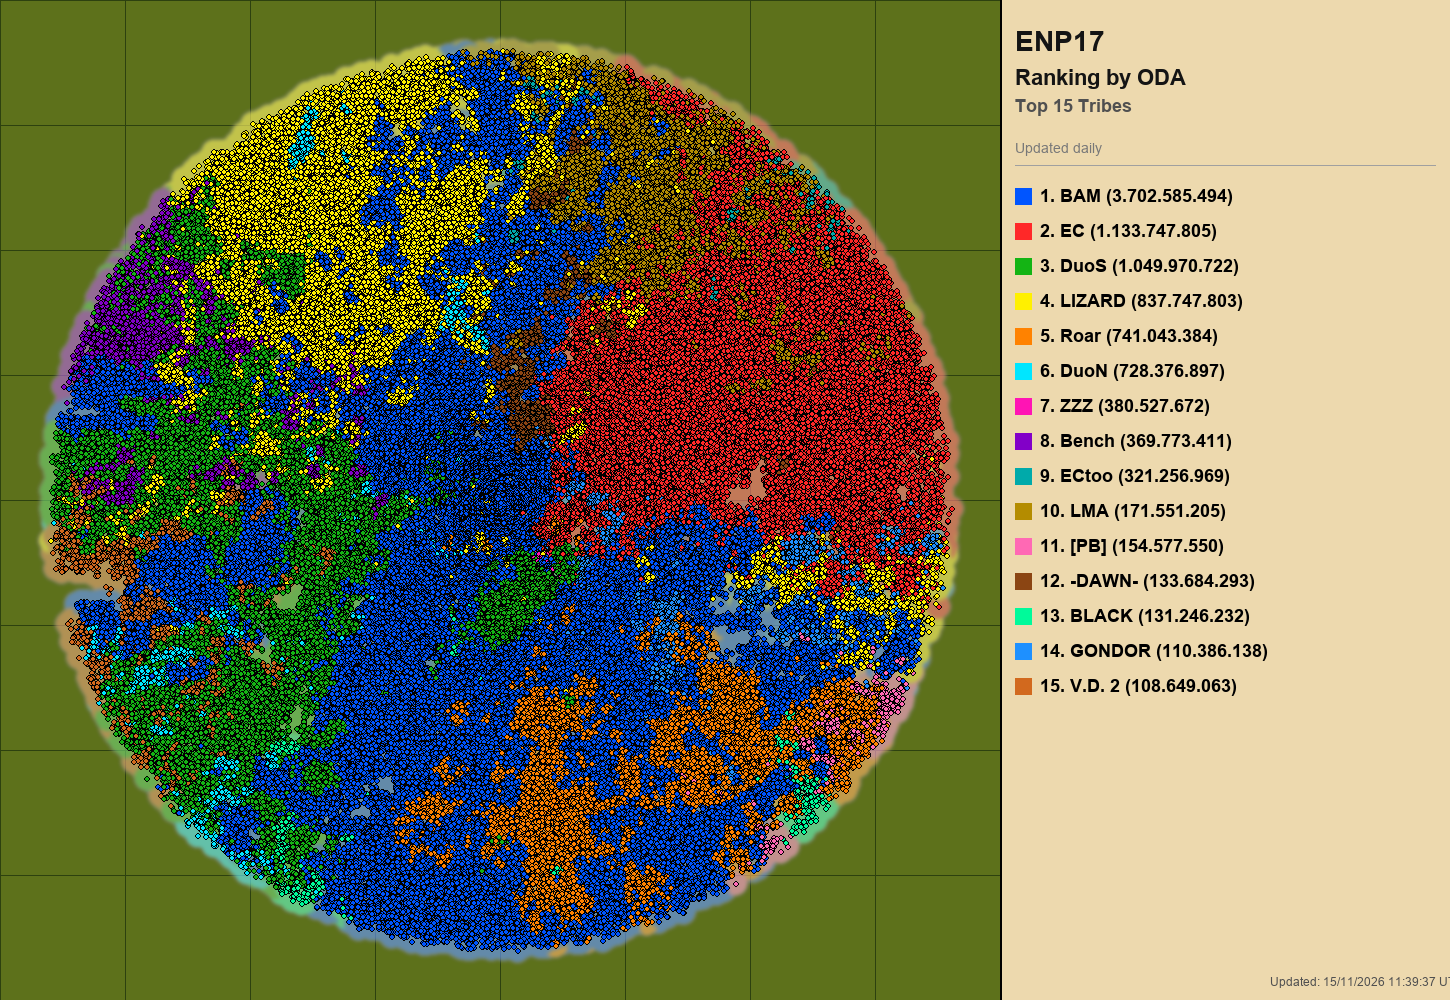 ENP17
Ranking by ODA
Top 15 Tribes
Updated daily
1. BAM (3.702.585.494)
2. EC (1.133.747.805)
3. DuoS (1.049.970.722)
4. LIZARD (837.747.803)
5. Roar (741.043.384)
6. DuoN (728.376.897)
7. ZZZ (380.527.672)
8. Bench (369.773.411)
9. ECtoo (321.256.969)
10. LMA (171.551.205)
11. [PB] (154.577.550)
12. -DAWN- (133.684.293)
13. BLACK (131.246.232)
14. GONDOR (110.386.138)
15. V.D. 2 (108.649.063)
Updated: 15/11/2026 11:39:37 U